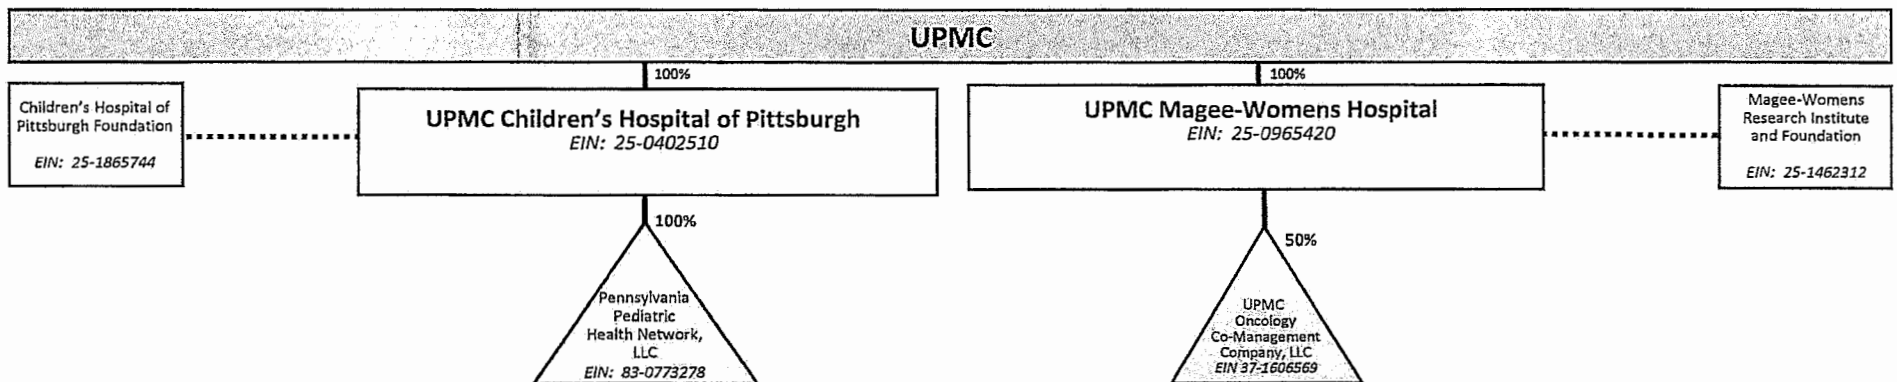 UPMC
100%
100%
Children's Hospital of
Pittsburgh Foundation
EIN: 25-1865744
UPMC Children's Hospital of Pittsburgh
EIN: 25-0402510
UPMC Magee-Womens Hospital
EIN: 25-0965420
Magee-Womens
Research Institute
and Foundation
EIN: 25-1462312
100%
50%
Pennsylvania
Pediatric
Health Network,
LLC
EIN: 83-0773278
UPMC
Oncology
Co-Management
Company, LLC
EIN 37-1606569